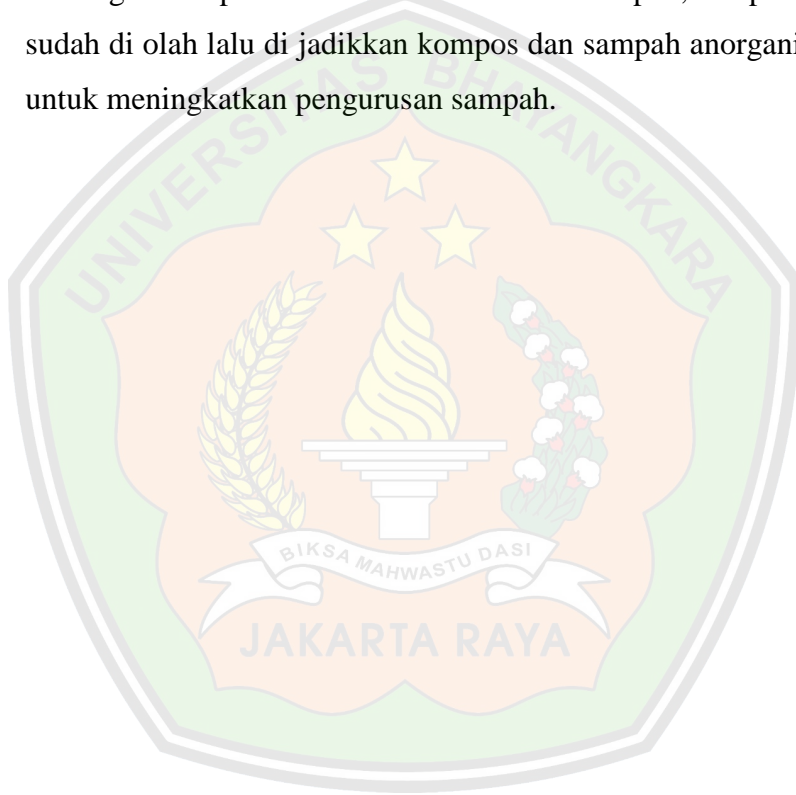 sudah di olah lalu di jadikkan kompos dan sampah anorgani
untuk meningkatkan pengurusan sampah.
UNIVERSITAS BHAYANGKARA
BIKSA MAHWASTU DASI
JAKARTA RAYA